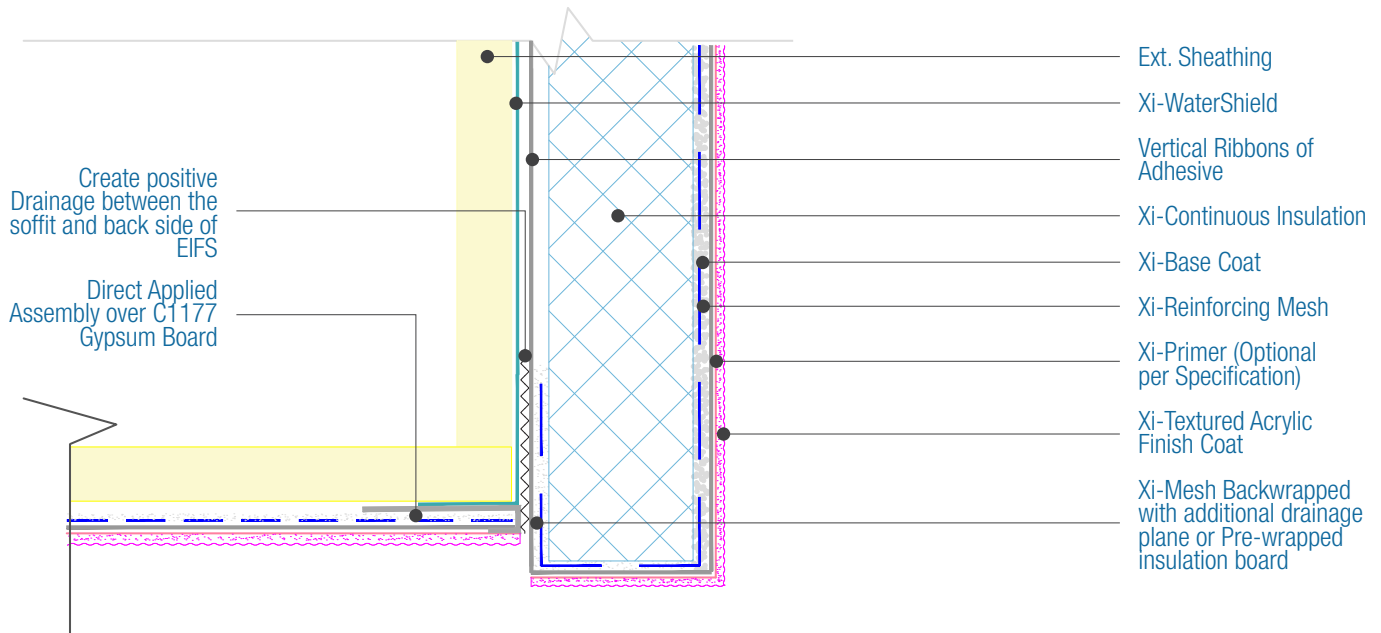 Create positive
Drainage between the
soffit and back side of
EIFS
Direct Applied
Assembly over C1177
Gypsum Board
Ext. Sheathing
Xi-WaterShield
Vertical Ribbons of
Adhesive
Xi-Continuous Insulation
Xi-Base Coat
Xi-Reinforcing Mesh
Xi-Primer (Optional
per Specification)
Xi-Textured Acrylic
Finish Coat
Xi-Mesh Backwrapped
with additional drainage
plane or Pre-wrapped
insulation board